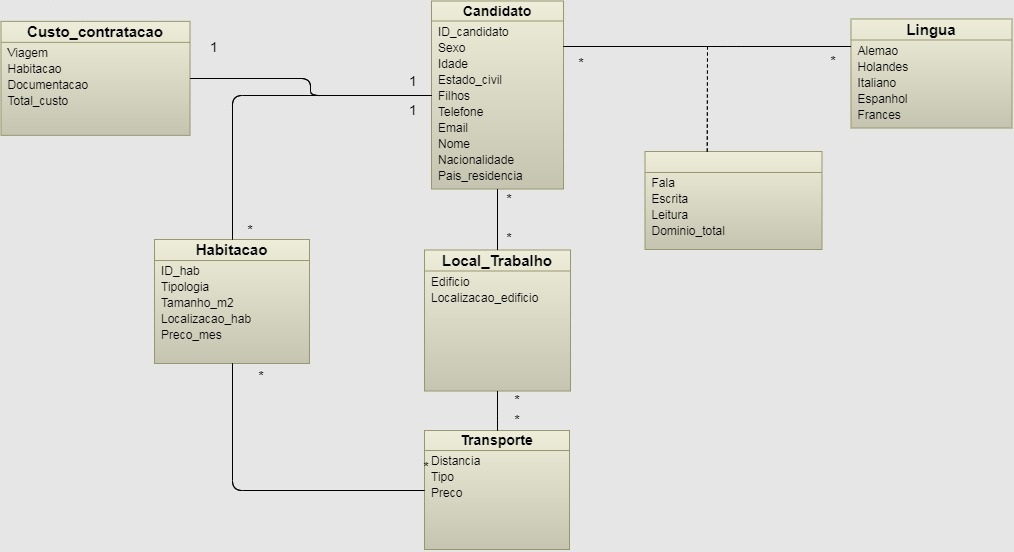 Custo_contratacao
Viagem
Habitacao
Documentacao
Total_custo
1
Candidato
ID_candidato
Sexo
Idade
Estado_civil
Filhos
Telefone
Email
Nome
Nacionalidade
Pais_residencia
1
1
*
*
Lingua
Alemao
Holandes
Italiano
Espanhol
Frances
Fala
Escrita
Leitura
Dominio_total
*
*
*
Habitacao
ID_hab
Tipologia
Tamanho_m2
Localizacao_hab
Preco_mes
*
Local_Trabalho
Edificio
Localizacao_edificio
*
*
Transporte
*
Distancia
Tipo
Preco